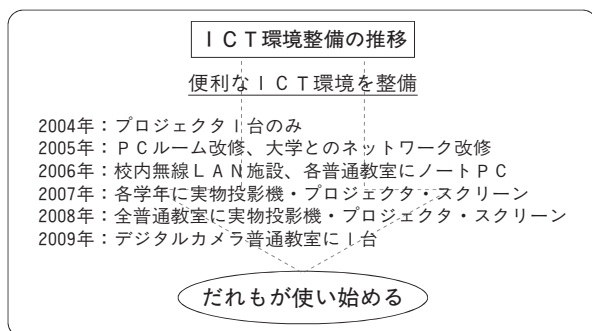 ＩＣＴ環境整備の推移
便利なＩＣＴ環境を整備
2004年：プロジェクタ1台のみ
2005年：ＰＣルーム改修、大学とのネットワーク改修
2006年：校内無線ＬＡＮ施設、各普通教室にノートＰＣ
2007年：各学年に実物投影機・プロジェクタ・スクリーン
2008年：全普通教室に実物投影機・プロジェクタ・スクリーン
2009年：デジタルカメラ普通教室に1台
だれもが使い始める